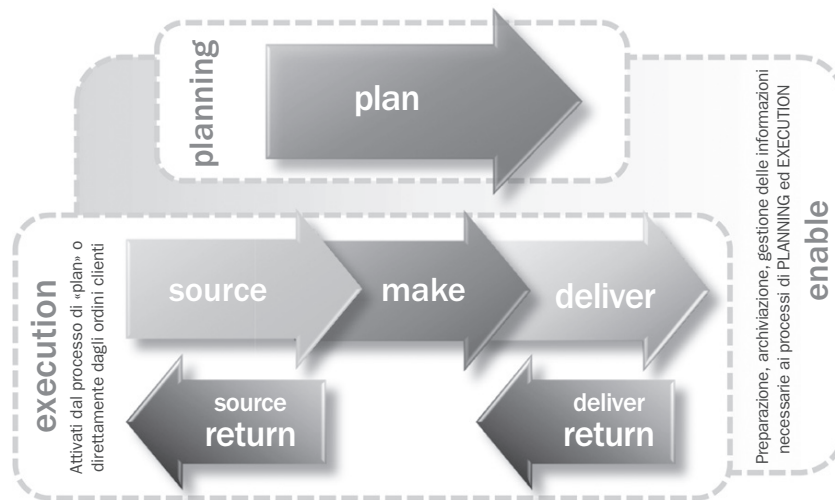 planning
plan
execution
Attivati dal processo di «plan» o
direttamente dagli ordini clienti
source
make
deliver
source
return
deliver
return
Preparazione, archiviazione, gestione delle informazioni
necessarie ai processi di PLANNING ed EXECUTION
enable